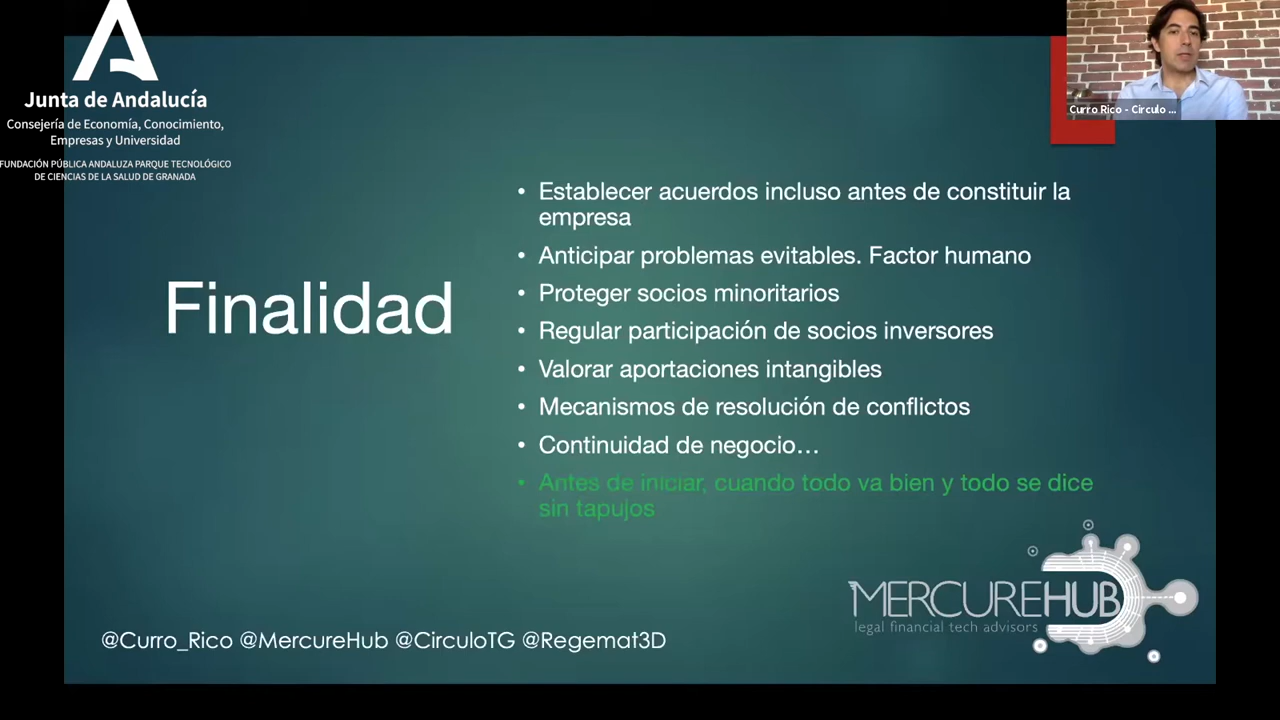 Junta de Andalucía
Consejería de Economía, Conocimiento,
Empresas y Universidad
FUNDACIÓN PÚBLICA ANDALUZA PARQUE TECNOLÓGICO
DE CIENCIAS DE LA SALUD DE GRANADA
Curro Rico - Circulo ...
Finalidad
• Establecer acuerdos incluso antes de constituir la
empresa
• Anticipar problemas evitables. Factor humano
• Proteger socios minoritarios
• Regular participación de socios inversores
• Valorar aportaciones intangibles
• Mecanismos de resolución de conflictos
• Continuidad de negocio…
• Antes de iniciar, cuando todo va bien y todo se dice
sin tapujos
MERCUREHUB
legal financial tech advisors
@Curro_Rico @MercureHub @CirculoTG @Regemat3D